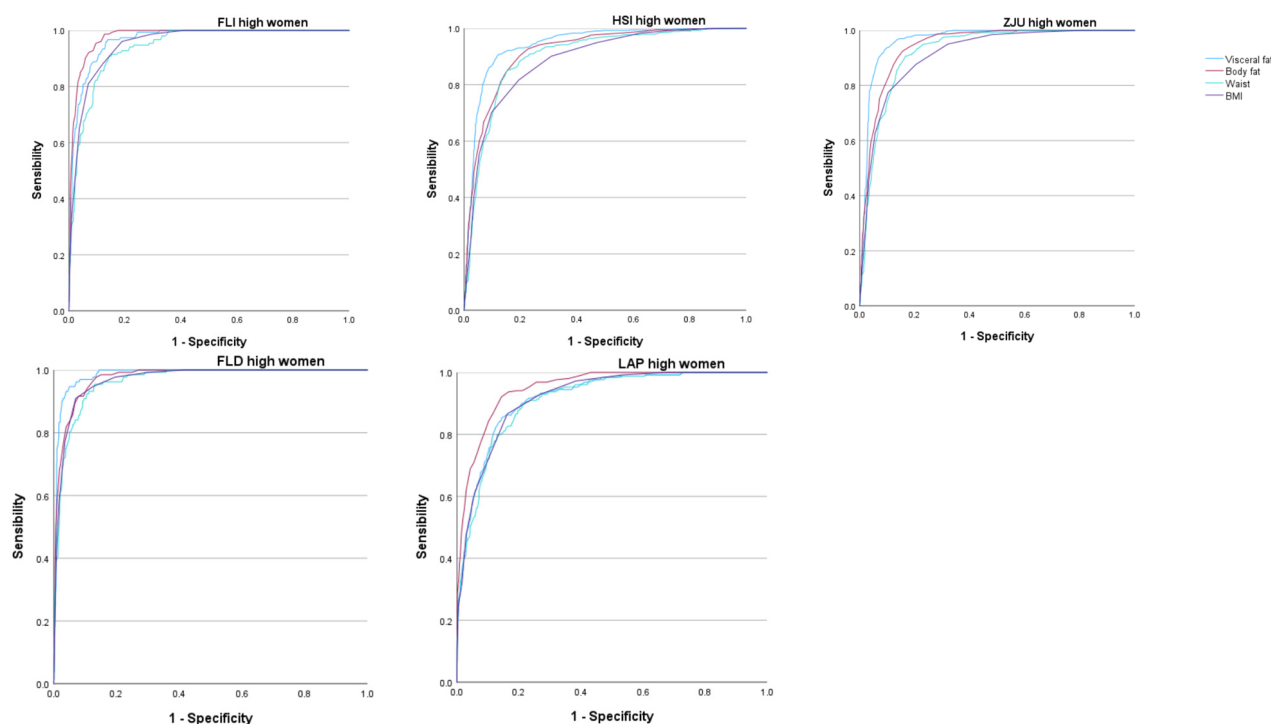 FLI high women
1.0
0.8
0.6
0.4
0.2
0.0
Sensibility
0.0 0.2 0.4 0.6 0.8 1.0
1 - Specificity
HSI high women
1.0
0.8
0.6
0.4
0.2
0.0
Sensibility
0.0 0.2 0.4 0.6 0.8 1.0
1 - Specificity
ZJU high women
1.0
0.8
0.6
0.4
0.2
0.0
Sensibility
0.0 0.2 0.4 0.6 0.8 1.0
1 - Specificity
Visceral fat
Body fat
Waist
BMI
FLD high women
1.0
0.8
0.6
0.4
0.2
0.0
Sensibility
0.0 0.2 0.4 0.6 0.8 1.0
1 - Specificity
LAP high women
1.0
0.8
0.6
0.4
0.2
0.0
Sensibility
0.0 0.2 0.4 0.6 0.8 1.0
1 - Specificity